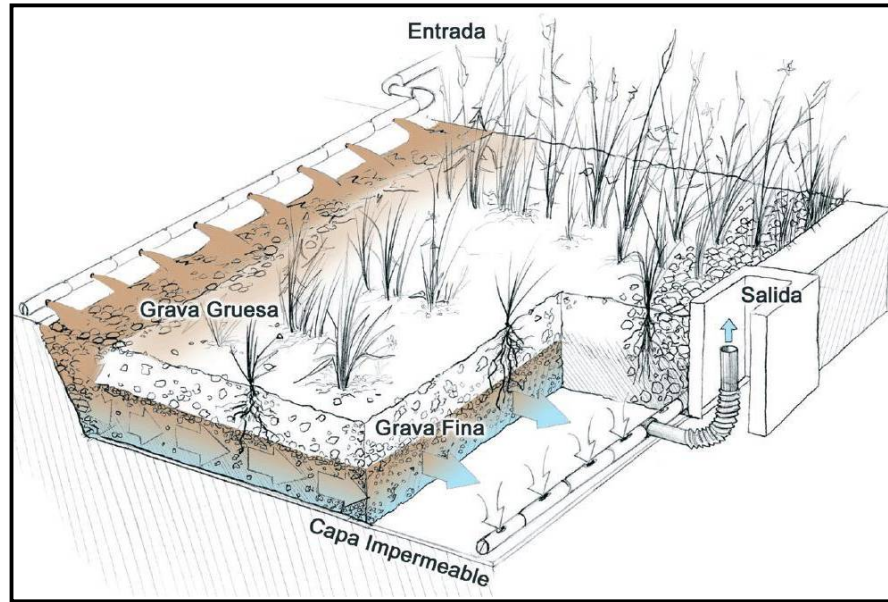 Entrada
Salida
Grava Gruesa
Grava Fina
Capa Impermeable